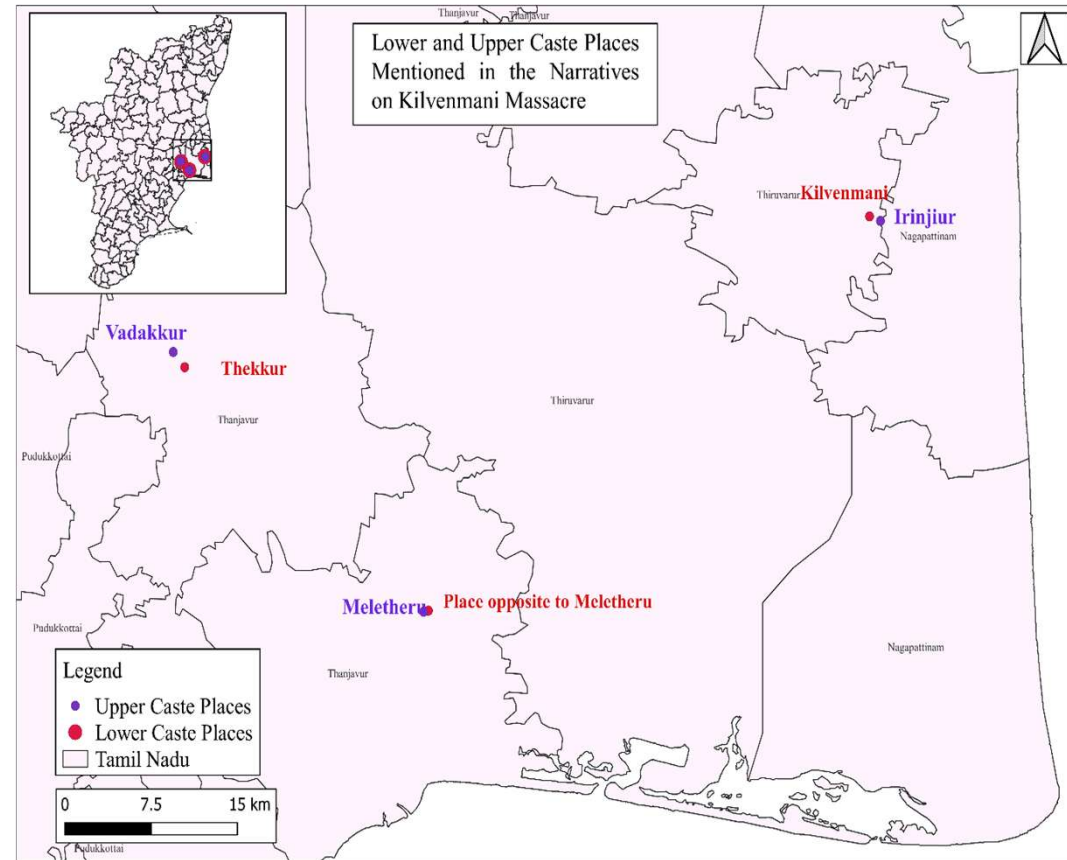 Thanjavur
Thanjavur
Lower and Upper Caste Places
Mentioned in the Narratives
on Kilvenmani Massacre
Thiruvarur
Kilvenmani
Irinjiur
Nagapattinam
Vadakkur
Thekkur
Thiruvarur
Thanjavur
Pudukkottai
Meletheru
Place opposite to Meletheru
Pudukkottai
Nagapattinam
Thanjavur
Legend
Upper Caste Places
Lower Caste Places
Tamil Nadu
0 7.5 15 km
Pudukkottai